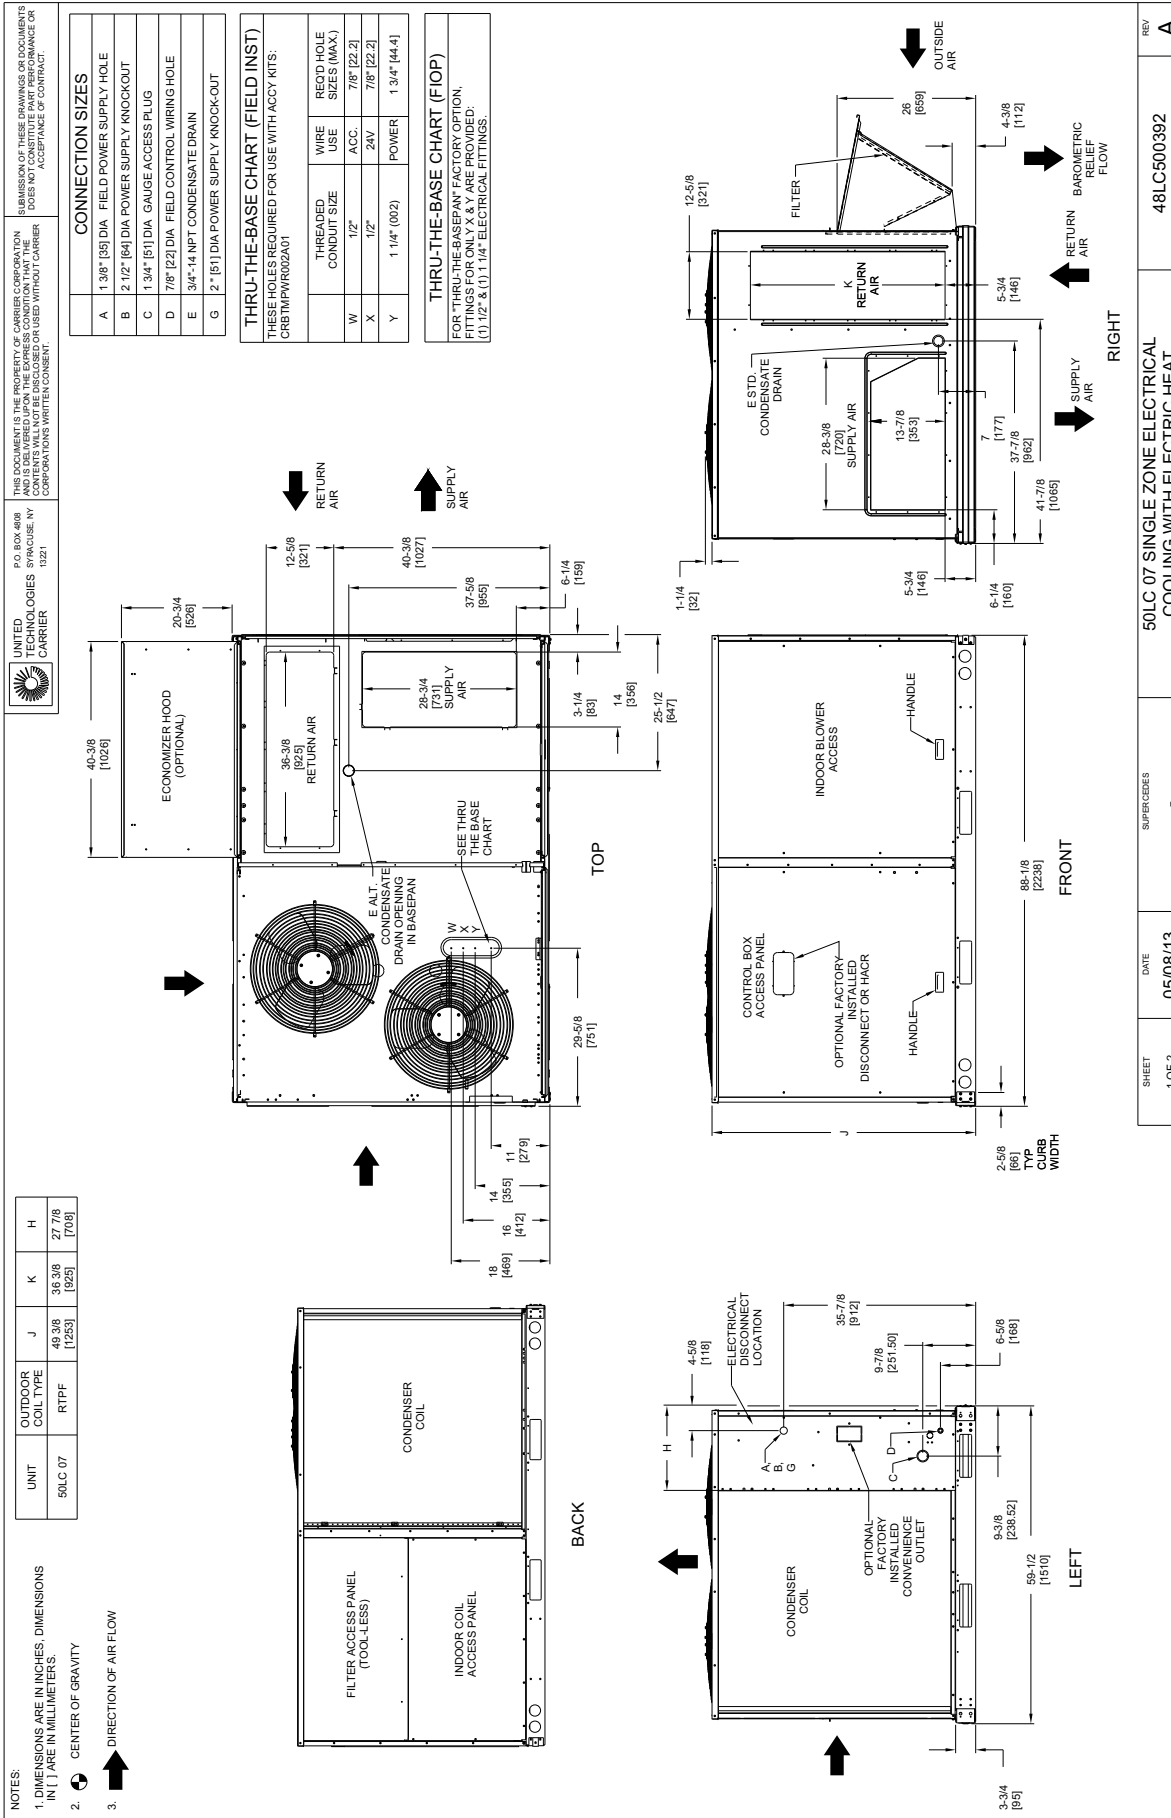 NOTES:
1. DIMENSIONS ARE IN INCHES, DIMENSIONS
IN [ ] ARE IN MILLIMETERS.
2. CENTER OF GRAVITY
3. DIRECTION OF AIR FLOW
UNIT
OUTDOOR
COIL TYPE
J
K
H
50LC 07
RTPF
49 3/8
[1253]
36 3/8
[925]
27 7/8
[708]
UNITED
TECHNOLOGIES
CARRIER
P.O. BOX 4808
SYRACUSE, NY
13221
THIS DOCUMENT IS THE PROPERTY OF CARRIER CORPORATION
AND IS DELIVERED UPON THE EXPRESS CONDITION THAT THE
CONTENTS WILL NOT BE DISCLOSED OR USED WITHOUT CARRIER
CORPORATION'S WRITTEN CONSENT.
SUBMISSION OF THESE DRAWINGS OR DOCUMENTS
DOES NOT CONSTITUTE PART PERFORMANCE OR
ACCEPTANCE OF CONTRACT.
CONNECTION SIZES
A 1 3/8" [35] DIA FIELD POWER SUPPLY HOLE
B 2 1/2" [64] DIA POWER SUPPLY KNOCKOUT
C 1 3/4" [51] DIA GAUGE ACCESS PLUG
D 7/8" [22] DIA FIELD CONTROL WIRING HOLE
E 3/4"-14 NPT CONDENSATE DRAIN
G 2" [51] DIA POWER SUPPLY KNOCK-OUT
THRU-THE-BASE CHART (FIELD INST)
THESE HOLES REQUIRED FOR USE WITH ACCY KITS:
CRBTMPWR002A01
THREADED
CONDUIT SIZE
WIRE
USE
REQ'D HOLE
SIZES (MAX.)
W 1/2" ACC. 7/8" [22.2]
X 1/2" 24V 7/8" [22.2]
Y 1 1/4" (002) POWER 1 3/4" [44.4]
THRU-THE-BASE CHART (FIOP)
FOR "THRU-THE-BASEPAN" FACTORY OPTION,
FITTINGS FOR ONLY X & Y ARE PROVIDED:
(1) 1/2" & (1) 1 1/4" ELECTRICAL FITTINGS.
FILTER ACCESS PANEL
(TOOL-LESS)
INDOOR COIL
ACCESS PANEL
CONDENSER
COIL
BACK
40-3/8
[1026]
20-3/4
[526]
ECONOMIZER HOOD
(OPTIONAL)
12-5/8
[321]
36-3/8
[925]
RETURN AIR
RETURN
AIR
40-3/8
[1027]
37-5/8
[955]
28-3/4
[731]
SUPPLY
AIR
SUPPLY
AIR
6-1/4
[159]
3-1/4
[83]
14
[356]
25-1/2
[647]
E ALT.
CONDENSATE
DRAIN OPENING
IN BASEPAN
SEE THRU
THE BASE
CHART
W
X
Y
29-5/8
[751]
11
[279]
14
[355]
16
[412]
18
[469]
TOP
CONDENSER
COIL
H
4-5/8
[118]
ELECTRICAL
DISCONNECT
LOCATION
A,
B,
G
35-7/8
[912]
9-7/8
[251.50]
6-5/8
[168]
C
D
OPTIONAL
FACTORY
INSTALLED
CONVENIENCE
OUTLET
9-3/8
[238.52]
59-1/2
[1510]
3-3/4
[95]
LEFT
J
CONTROL BOX
ACCESS PANEL
OPTIONAL FACTORY
INSTALLED
DISCONNECT OR HACR
HANDLE
INDOOR BLOWER
ACCESS
HANDLE
2-5/8
[66]
TYP
CURB
WIDTH
88-1/8
[2238]
FRONT
1-1/4
[32]
5-3/4
[146]
6-1/4
[160]
28-3/8
[720]
SUPPLY AIR
13-7/8
[353]
E STD.
CONDENSATE
DRAIN
7
[177]
37-7/8
[962]
41-7/8
[1065]
12-5/8
[321]
K
RETURN
AIR
5-3/4
[146]
FILTER
26
[659]
4-3/8
[112]
OUTSIDE
AIR
BAROMETRIC
RELIEF
FLOW
RETURN
AIR
SUPPLY
AIR
RIGHT
SHEET
1 OF 2
DATE
05/08/13
SUPERCEDES
50LC 07 SINGLE ZONE ELECTRICAL
COOLING WITH ELECTRIC HEAT
48LC500392
REV
A